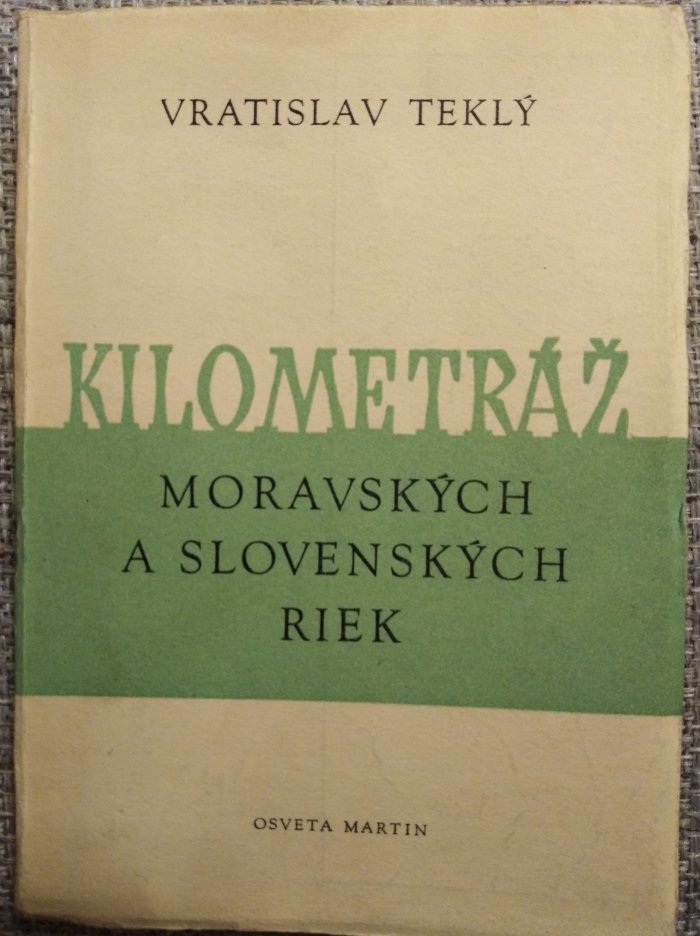 VRATISLAV TEKLÝ
KILOMETRÁŽ
MORAVSKÝCH
A SLOVENSKÝCH
RIEK
OSVETA MARTIN